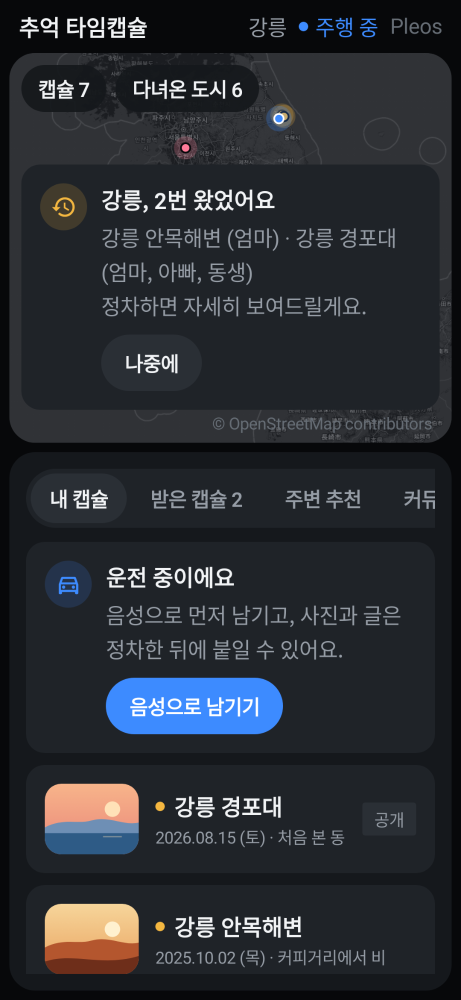 추억 타임캡슐
강릉 주행 중 Pleos
캡슐 7
다녀온 도시 6
강릉, 2번 왔었어요
강릉 안목해변 (엄마) · 강릉 경포대
(엄마, 아빠, 동생)
정차하면 자세히 보여드릴게요.
나중에
© OpenStreetMap contributors
내 캡슐 받은 캡슐 2 주변 추천 커뮤
운전 중이에요
음성으로 먼저 남기고, 사진과 글은
정차한 뒤에 붙일 수 있어요.
음성으로 남기기
강릉 경포대
2026.08.15 (토) · 처음 본 동
공개
강릉 안목해변
2025.10.02 (목) · 커피거리에서 비